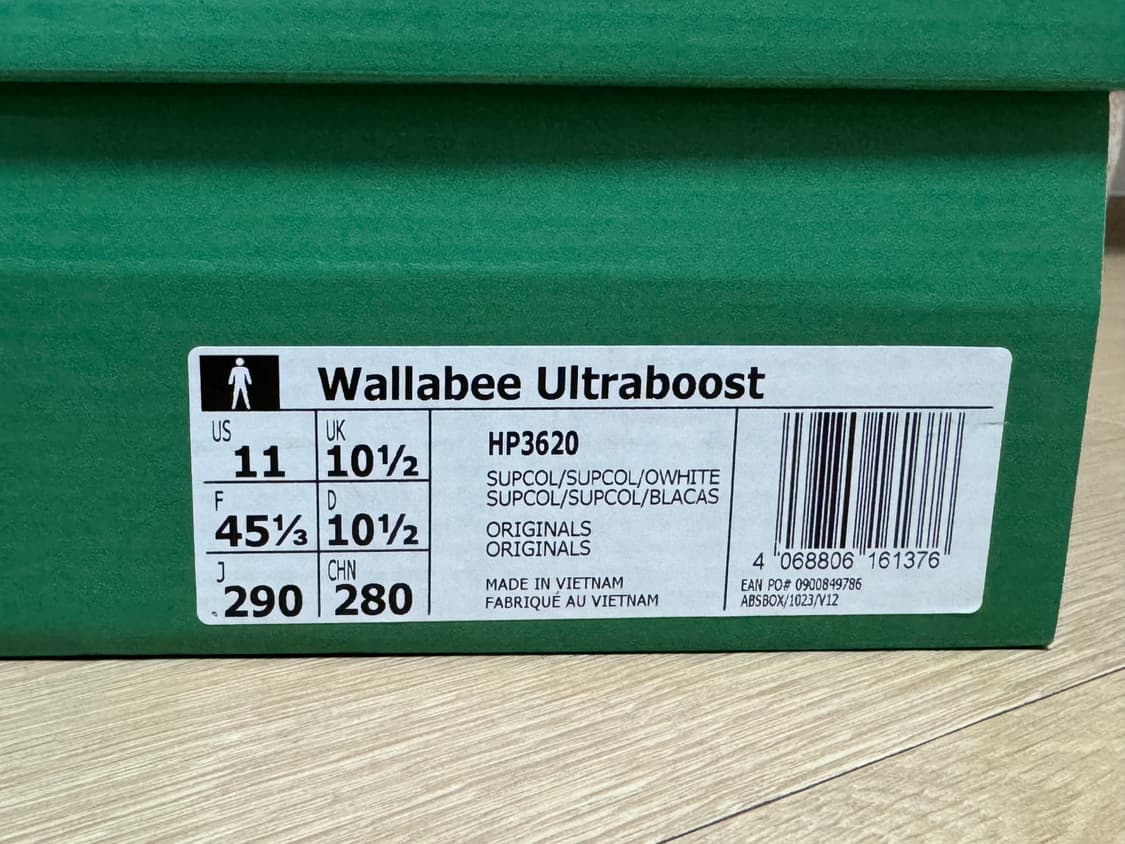 Wallabee Ultraboost
US
11
UK
10½
F
45⅓
D
10½
J
290
CHN
280
HP3620
SUPCOL/SUPCOL/OWHITE
SUPCOL/SUPCOL/BLACAS
ORIGINALS
ORIGINALS
MADE IN VIETNAM
FABRIQUÉ AU VIETNAM
4 068806 161376
EAN PO# 0900849786
ABSBOX/1023/V12